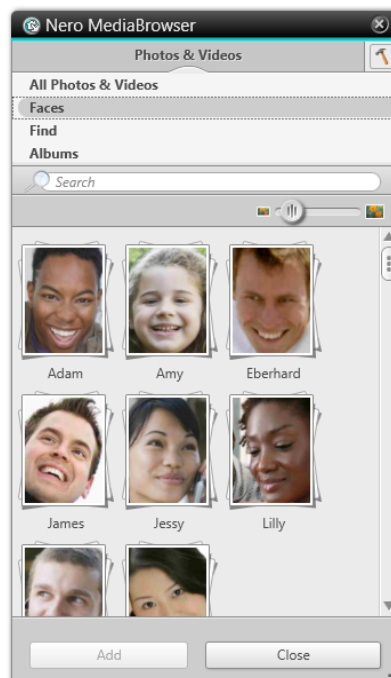 Nero MediaBrowser
Photos & Videos
All Photos & Videos
Faces
Find
Albums
Search
Adam Amy Eberhard
James Jessy Lilly
Add Close